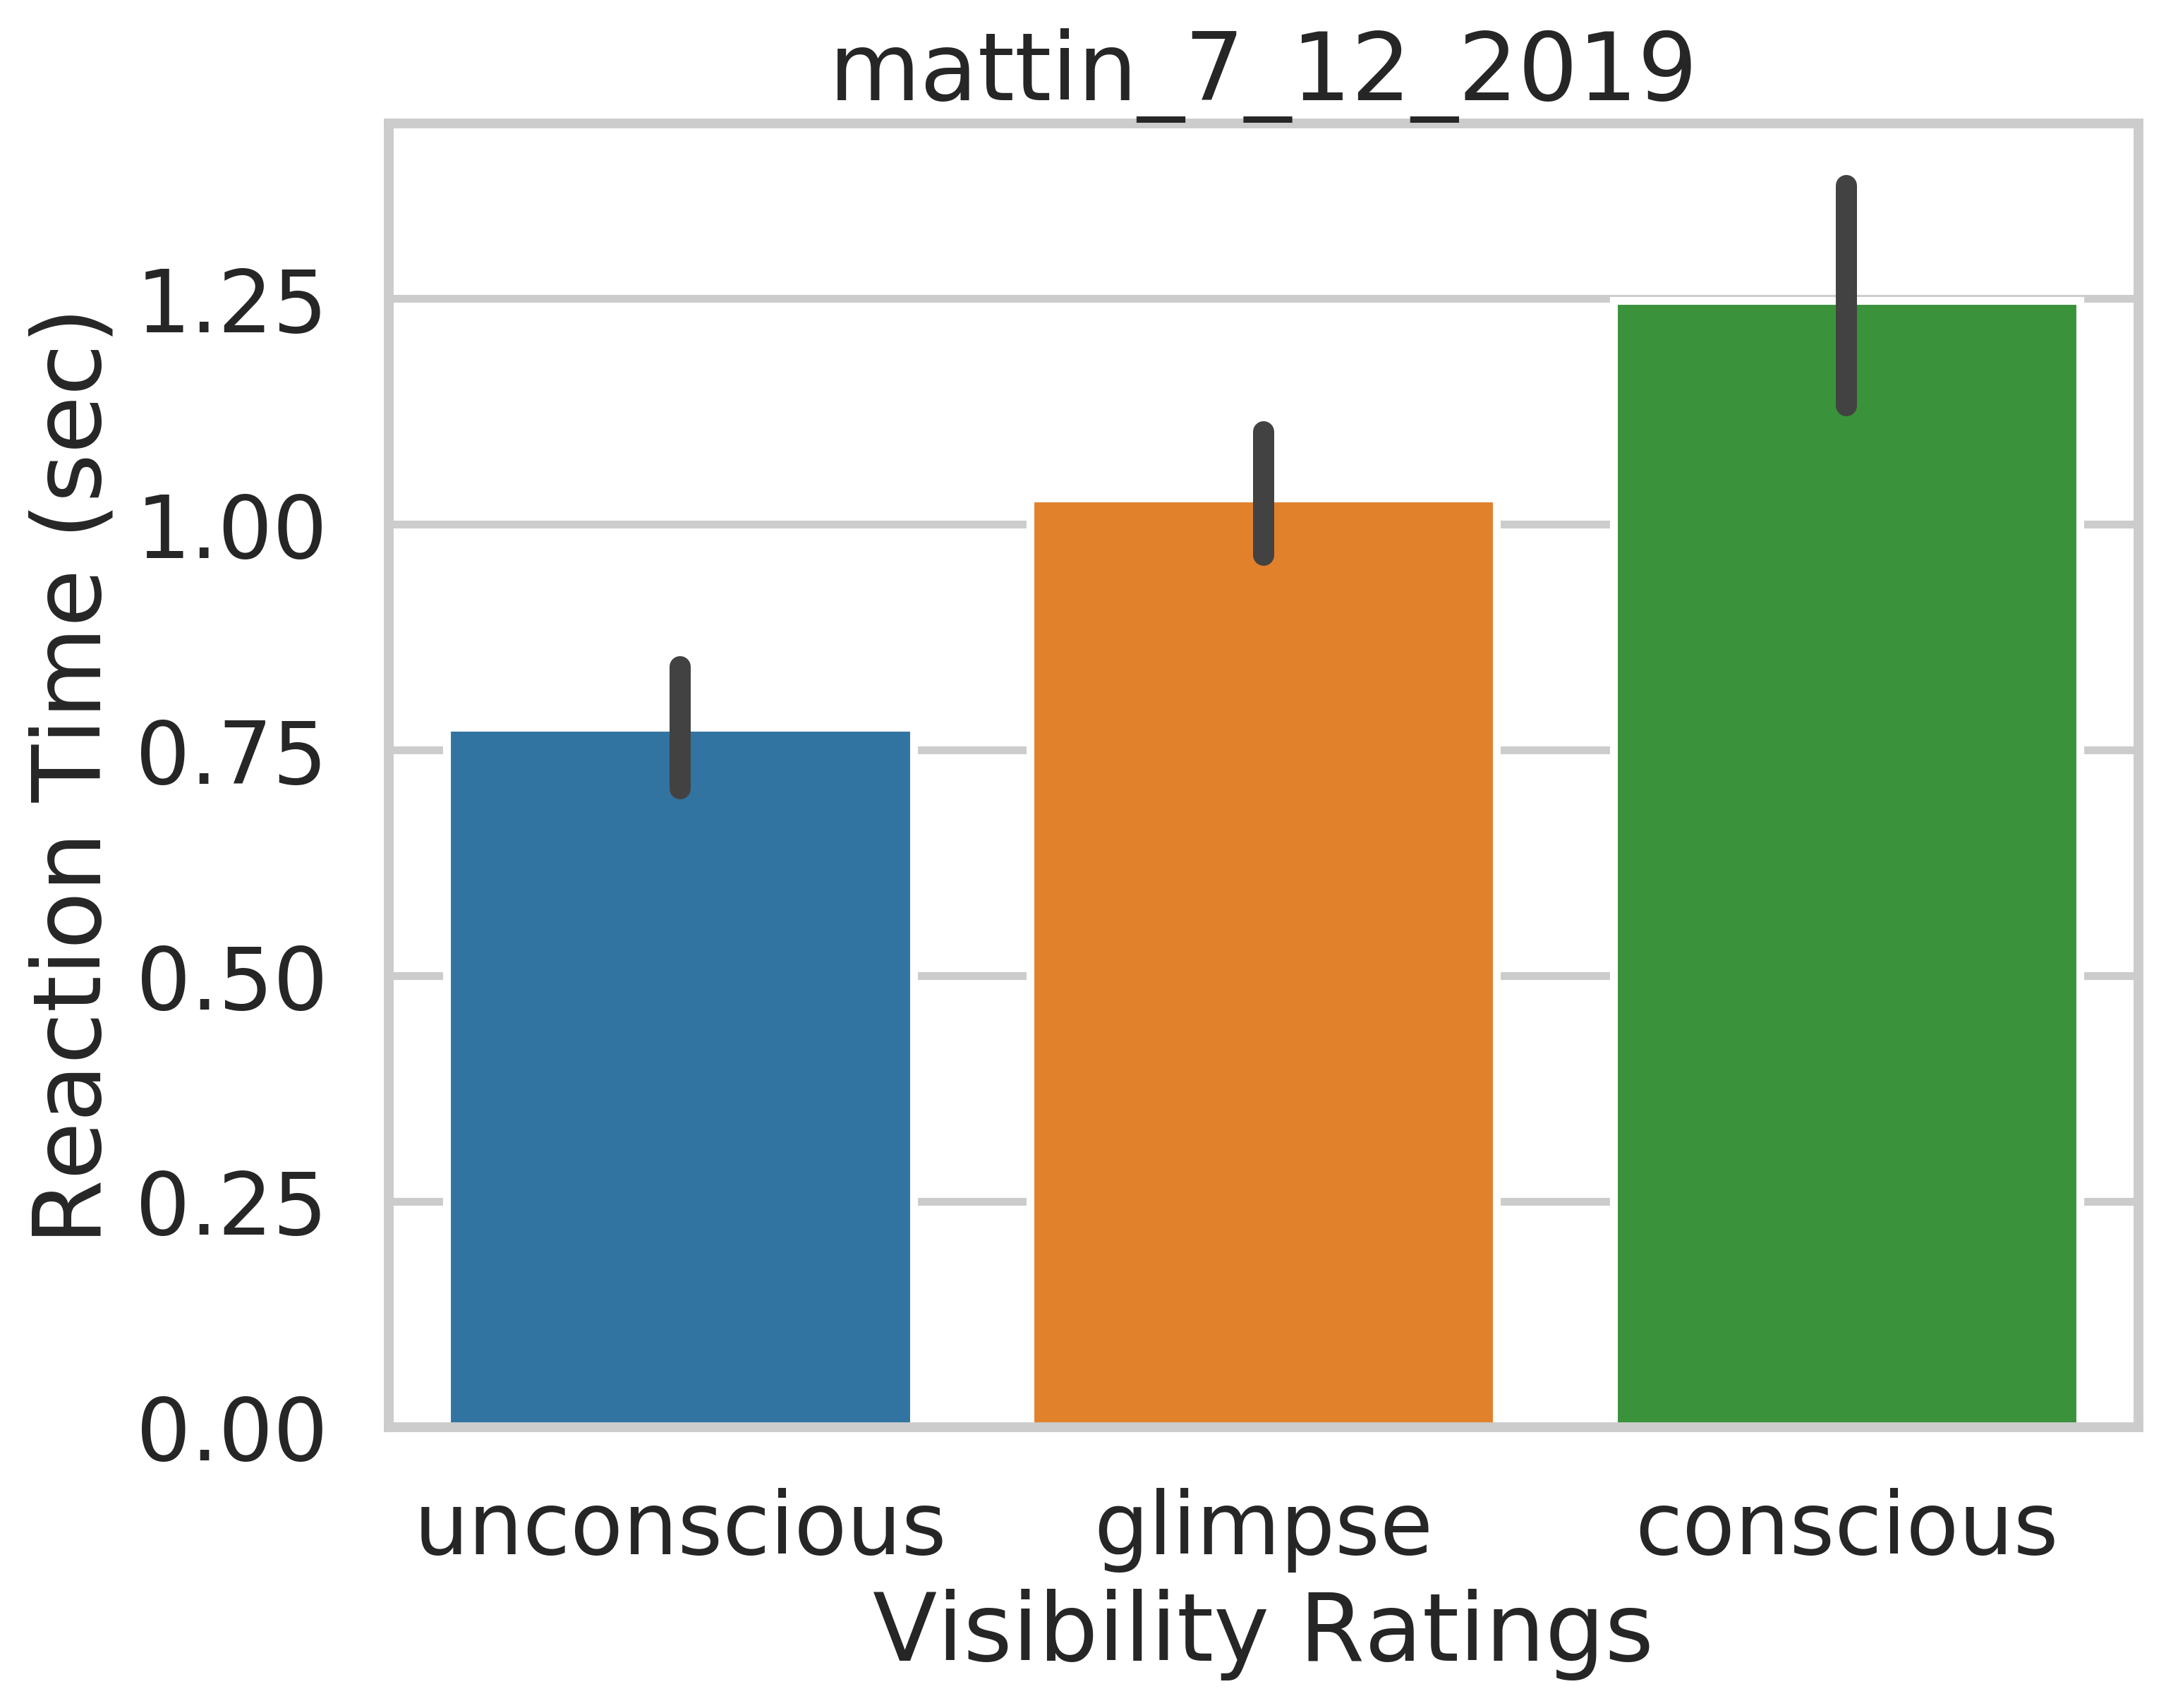 mattin_7_12_2019
Reaction Time (sec)
1.25
1.00
0.75
0.50
0.25
0.00
unconscious glimpse conscious
Visibility Ratings